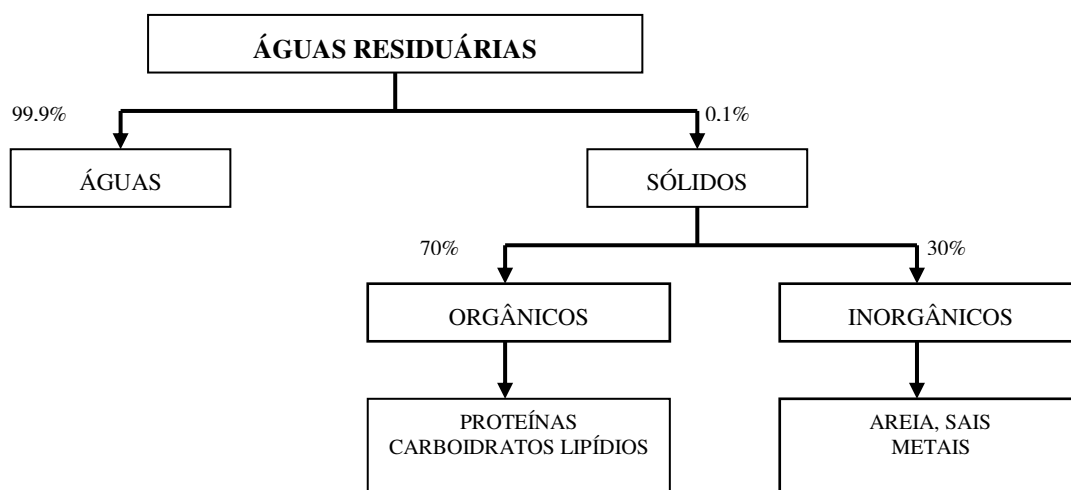 ÁGUAS RESIDUÁRIAS
99.9%
0.1%
ÁGUAS
SÓLIDOS
70%
30%
ORGÂNICOS
INORGÂNICOS
PROTEÍNAS
CARBOIDRATOS LIPÍDIOS
AREIA, SAIS
METAIS